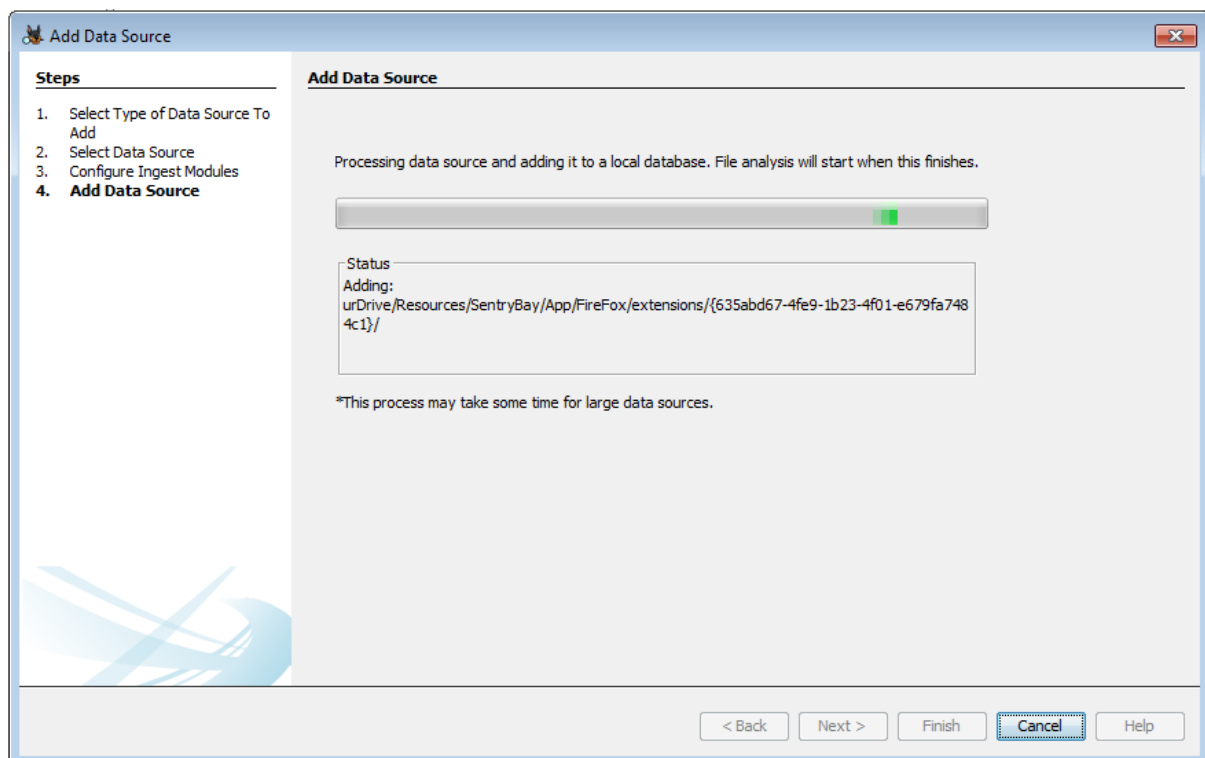 Add Data Source
Steps
1. Select Type of Data Source To
Add
2. Select Data Source
3. Configure Ingest Modules
4. Add Data Source
Add Data Source
Processing data source and adding it to a local database. File analysis will start when this finishes.
Status
Adding:
urDrive/Resources/SentryBay/App/FireFox/extensions/{635abd67-4fe9-1b23-4f01-e679fa748
4c1}/
*This process may take some time for large data sources.
< Back
Next >
Finish
Cancel
Help